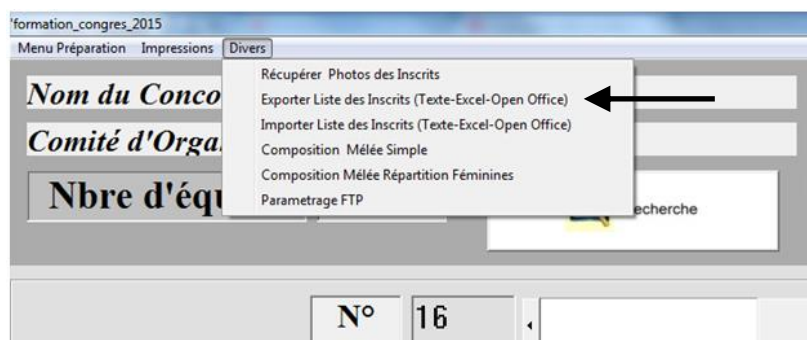 'formation_congres_2015
Menu Préparation Impressions Divers
Récupérer Photos des Inscrits
Nom du Conco
Exporter Liste des Inscrits (Texte-Excel-Open Office)
Importer Liste des Inscrits (Texte-Excel-Open Office)
Comité d'Orga
Composition Mélée Simple
Composition Mélée Répartition Féminines
Nbre d'équ
Parametrage FTP
echerche
N° 16